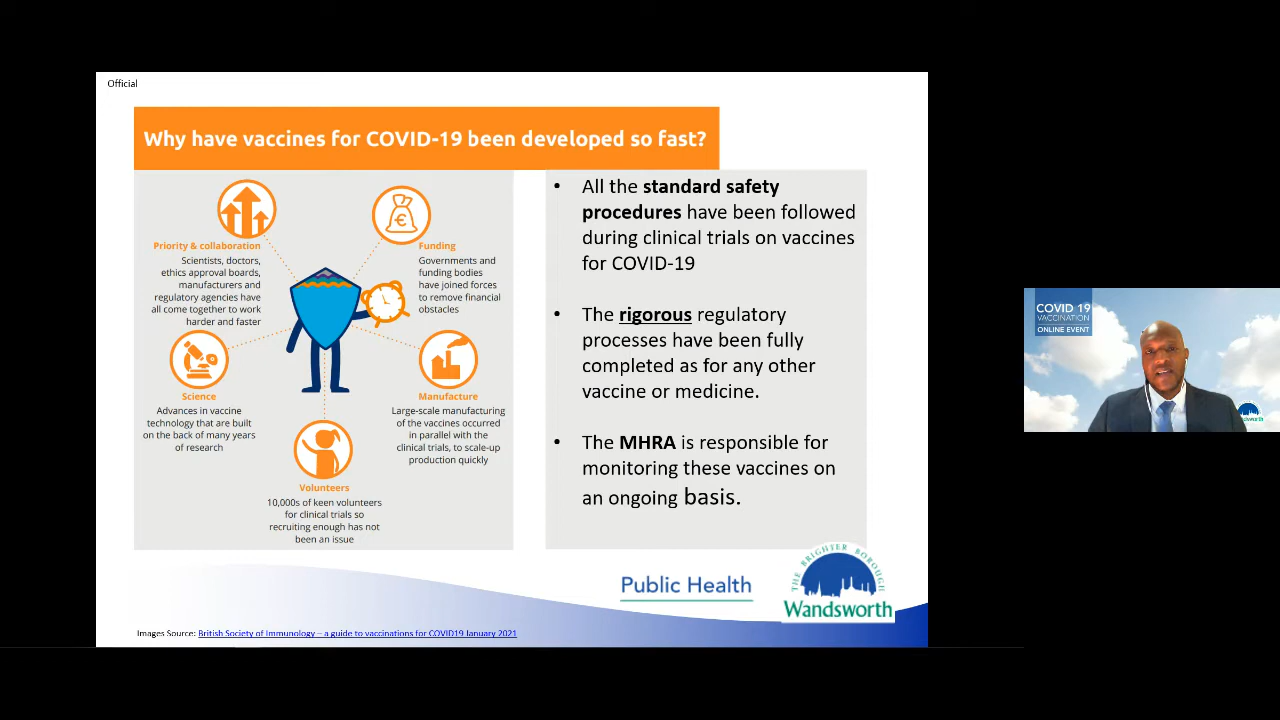 Official
Why have vaccines for COVID-19 been developed so fast?
Priority & collaboration
Scientists, doctors,
ethics approval boards,
manufacturers and
regulatory agencies have
all come together to work
harder and faster
€
Funding
Governments and
funding bodies
have joined forces
to remove financial
obstacles
Science
Advances in vaccine
technology that are built
on the back of many years
of research
Manufacture
Large-scale manufacturing
of the vaccines occurred
in parallel with the
clinical trials, to scale-up
production quickly
Volunteers
10,000s of keen volunteers
for clinical trials so
recruiting enough has not
been an issue
• All the standard safety
procedures have been followed
during clinical trials on vaccines
for COVID-19
• The rigorous regulatory
processes have been fully
completed as for any other
vaccine or medicine.
• The MHRA is responsible for
monitoring these vaccines on
an ongoing basis.
Public Health
THE BRIGHTER BOROUGH
Wandsworth
Images Source: British Society of Immunology – a guide to vaccinations for COVID19 January 2021
COVID 19
VACCINATION
ONLINE EVENT